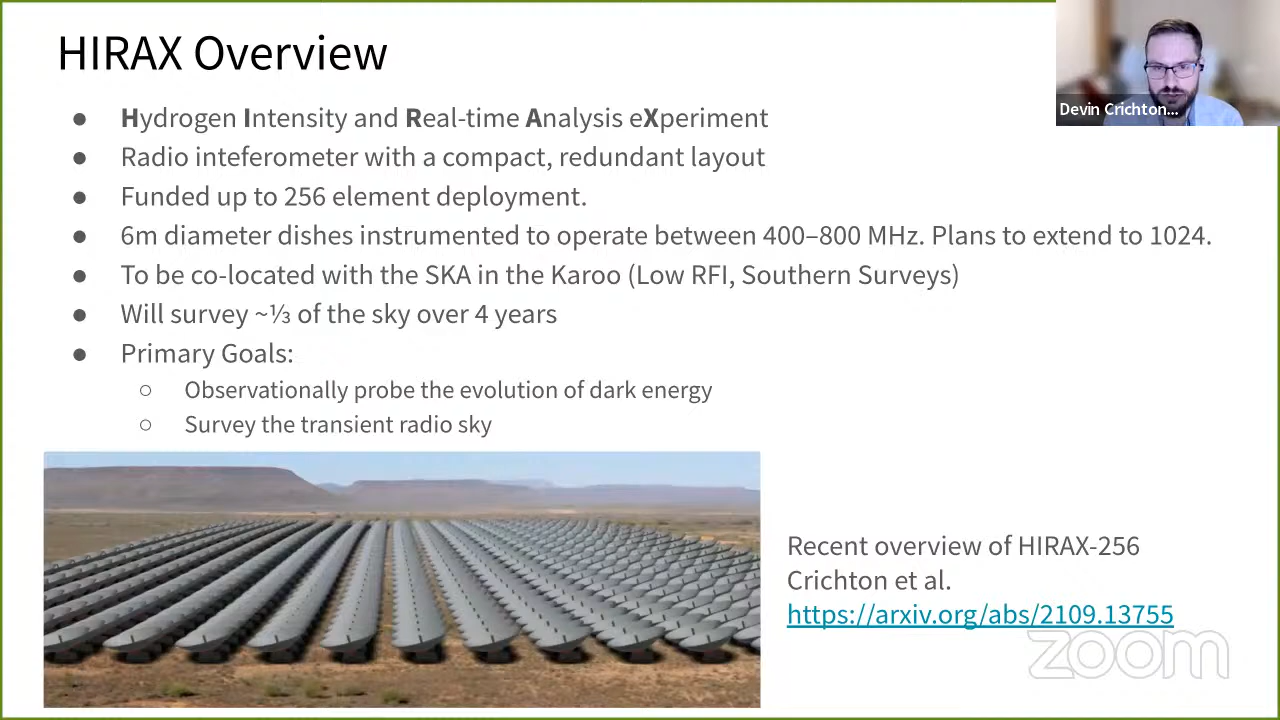 HIRAX Overview
Devin Crichton...
● Hydrogen Intensity and Real-time Analysis eXperiment
● Radio inteferometer with a compact, redundant layout
● Funded up to 256 element deployment.
● 6m diameter dishes instrumented to operate between 400–800 MHz. Plans to extend to 1024.
● To be co-located with the SKA in the Karoo (Low RFI, Southern Surveys)
● Will survey ~⅓ of the sky over 4 years
● Primary Goals:
○ Observationally probe the evolution of dark energy
○ Survey the transient radio sky
Recent overview of HIRAX-256
Crichton et al.
https://arxiv.org/abs/2109.13755
zoom